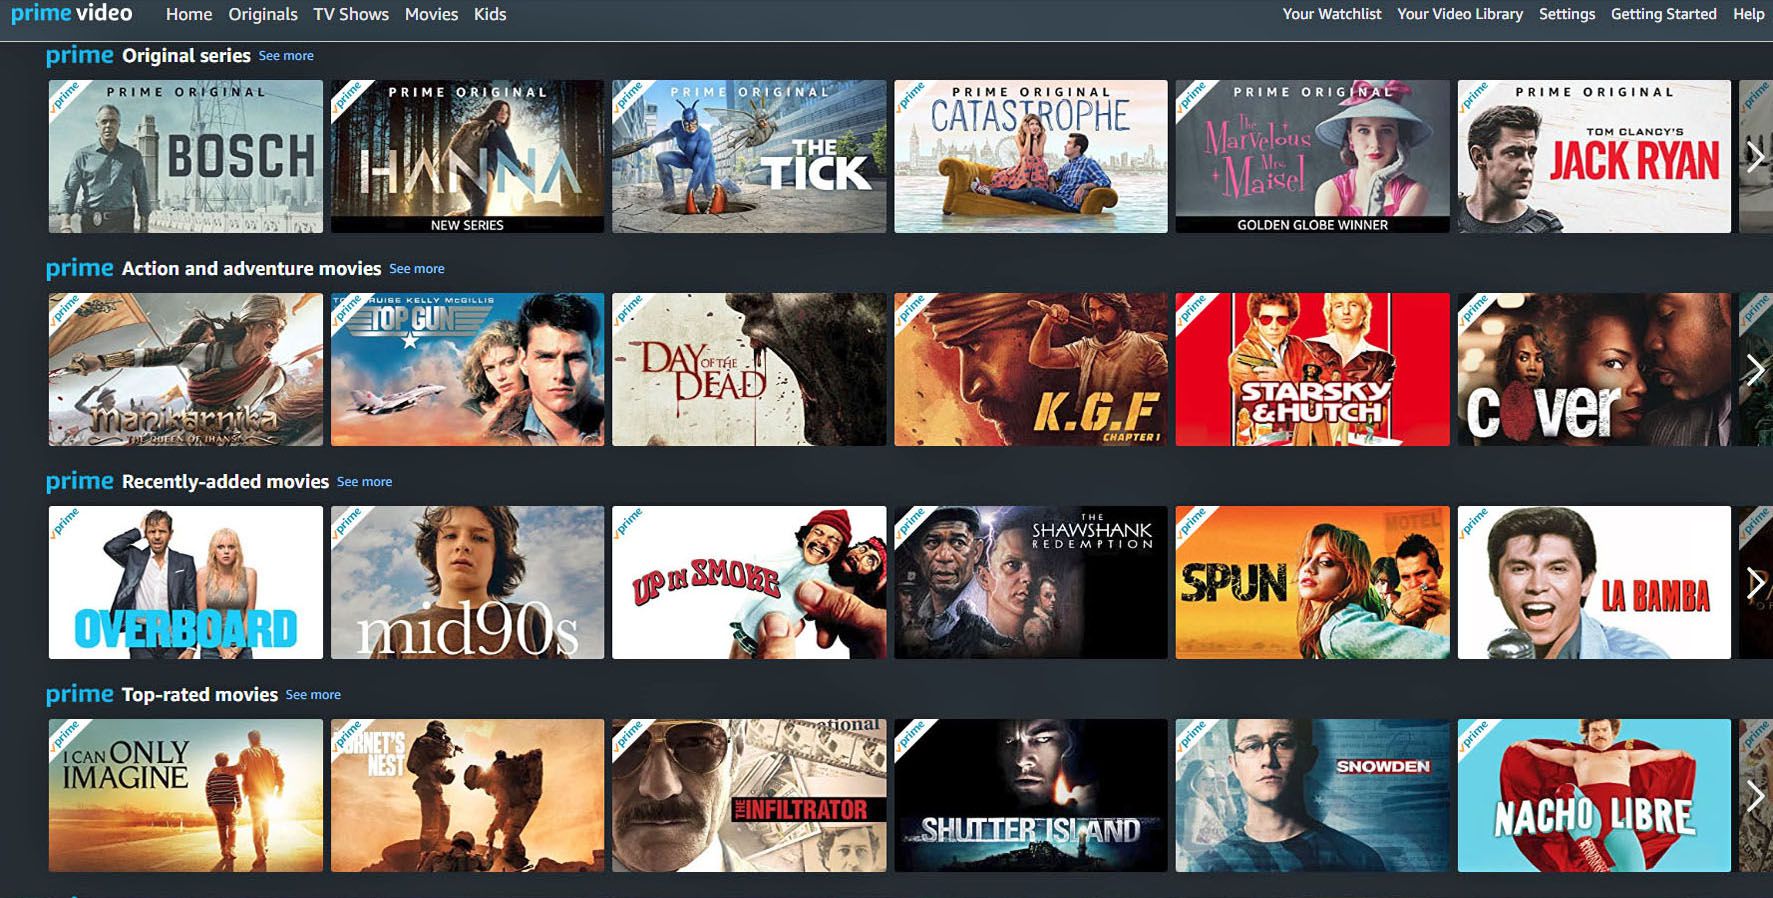 prime video Home Originals TV Shows Movies Kids Your Watchlist Your Video Library Settings Getting Started Help
prime Original series See more
prime PRIME ORIGINAL
BOSCH
prime PRIME ORIGINAL
HANNA
NEW SERIES
prime PRIME ORIGINAL
THE
TICK
prime PRIME ORIGINAL
CATASTROPHE
prime PRIME ORIGINAL
The
Marvelous
Mrs.
Maisel
GOLDEN GLOBE WINNER
prime PRIME ORIGINAL
TOM CLANCY'S
JACK RYAN
prime Action and adventure movies See more
prime
Manikarnika
THE QUEEN OF JHANSI
prime
KELLY McGILLIS
TOP GUN
prime
DAY OF THE
DEAD
prime
K.G.F
CHAPTER 1
prime
STARSKY
& HUTCH
prime
cover
prime
prime Recently-added movies See more
prime
OVERBOARD
prime
mid90s
prime
UP IN SMOKE
prime
THE
SHAWSHANK
REDEMPTION
prime
MOTEL
SPUN
prime
LA BAMBA
prime
prime Top-rated movies See more
prime
I CAN ONLY
IMAGINE
prime
NEST
prime
THE INFILTRATOR
prime
SHUTTER ISLAND
prime
SNOWDEN
prime
NACHO LIBRE
prime